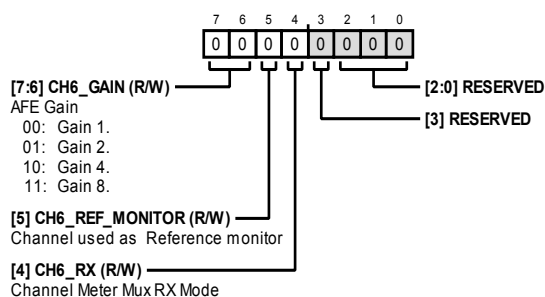 7 6 5 4 3 2 1 0
0 0 0 0 0 0 0 0
[7:6] CH6_GAIN (R/W)
AFE Gain
00: Gain 1.
01: Gain 2.
10: Gain 4.
11: Gain 8.
[5] CH6_REF_MONITOR (R/W)
Channel used as Reference monitor
[4] CH6_RX (R/W)
Channel Meter Mux RX Mode
[2:0] RESERVED
[3] RESERVED